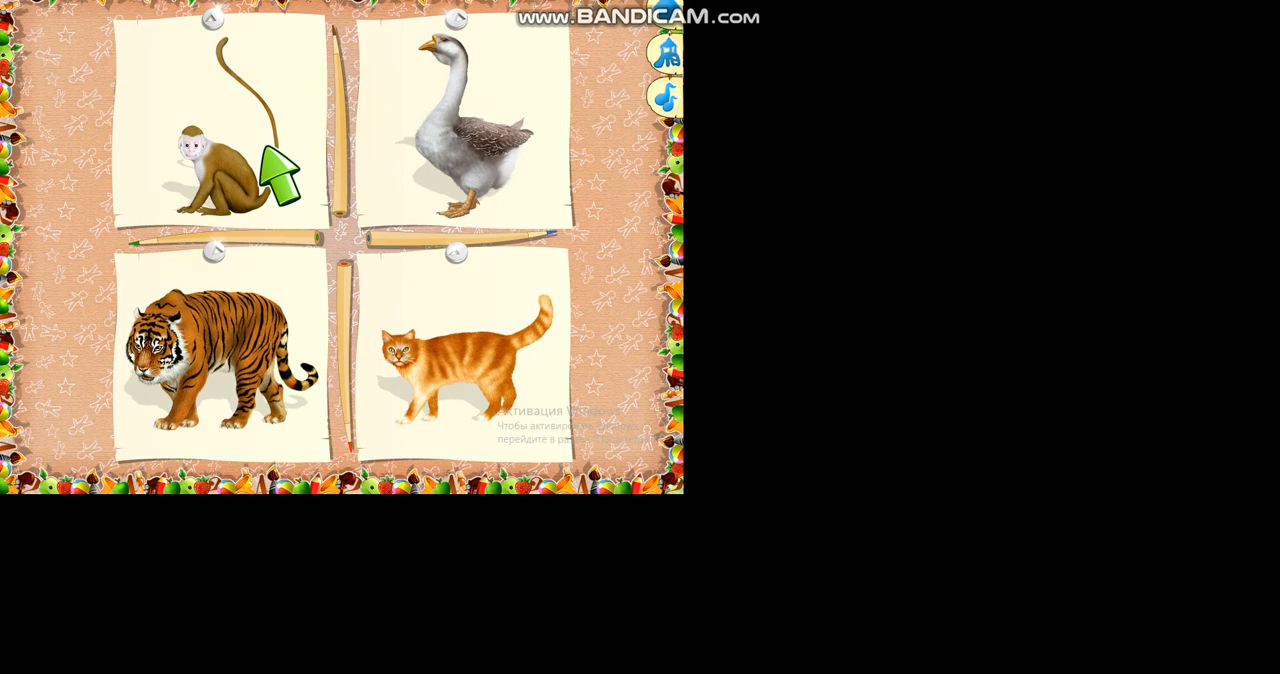 www.BANDICAM.com
Активация Windows
Чтобы активировать Windows,
перейдите в раздел